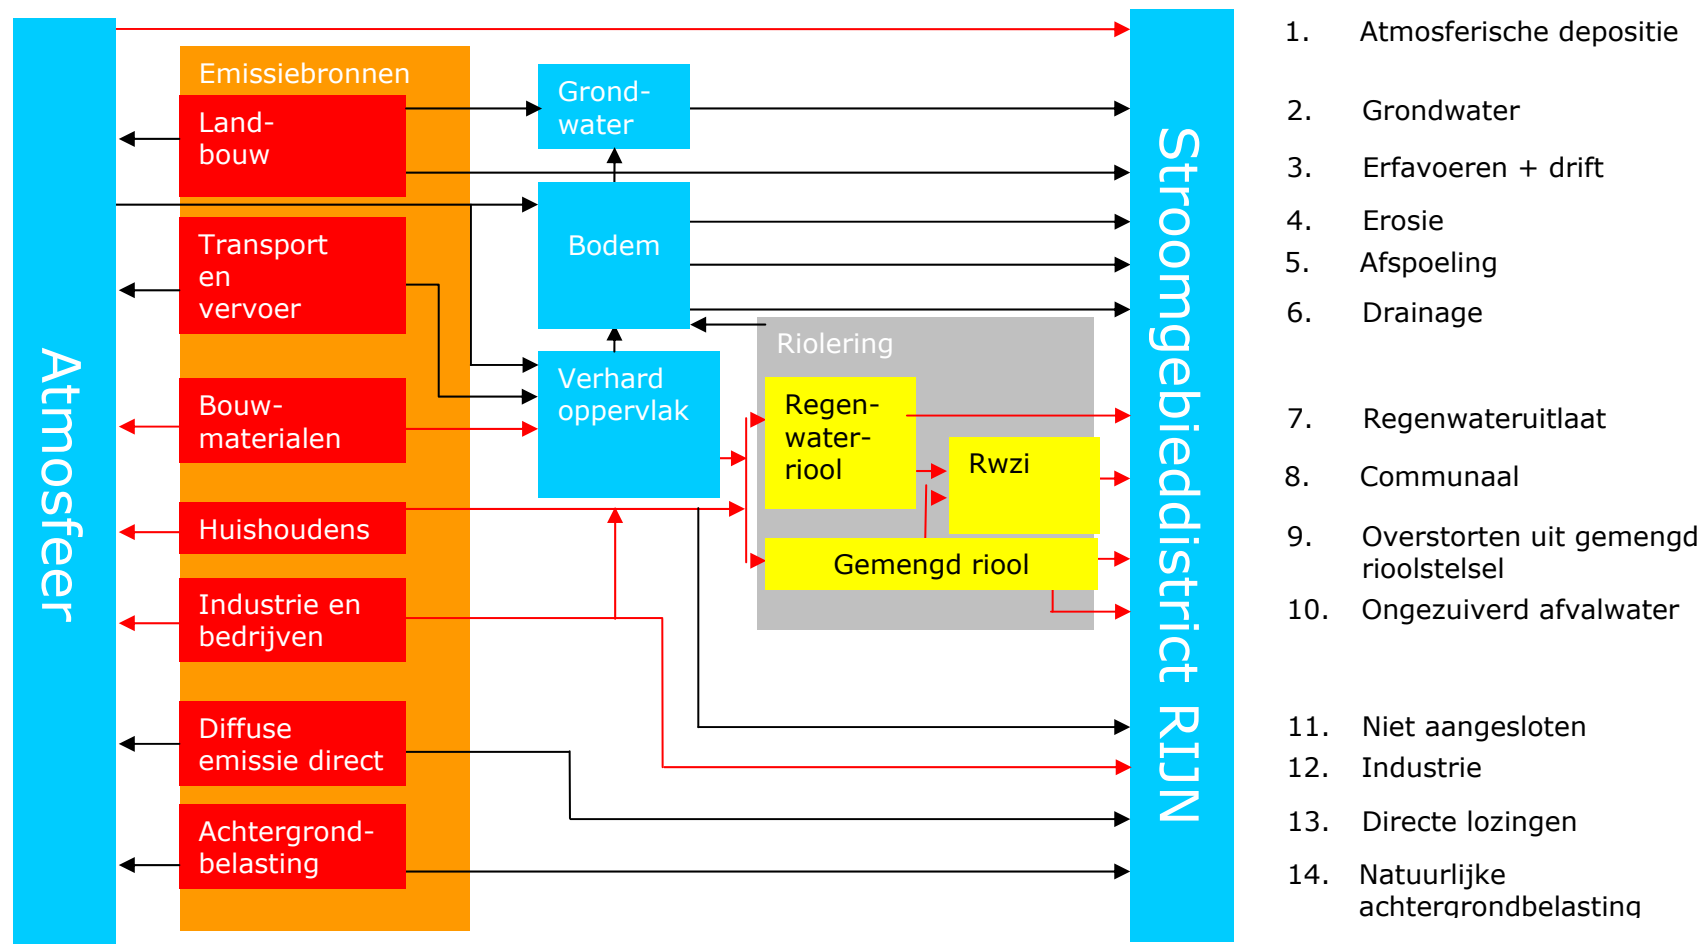 Atmosfeer
Emissiebronnen
Land-
bouw
Transport
en
vervoer
Bouw-
materialen
Huishoudens
Industrie en
bedrijven
Diffuse
emissie direct
Achtergrond-
belasting
Grond-
water
Bodem
Verhard
oppervlak
Riolering
Regen-
water-
riool
Rwzi
Gemengd riool
Stroomgebieddistrict RIJN
1. Atmosferische depositie
2. Grondwater
3. Erfavoeren + drift
4. Erosie
5. Afspoeling
6. Drainage
7. Regenwateruitlaat
8. Communaal
9. Overstorten uit gemengd
rioolstelsel
10. Ongezuiverd afvalwater
11. Niet aangesloten
12. Industrie
13. Directe lozingen
14. Natuurlijke
achtergrondbelasting